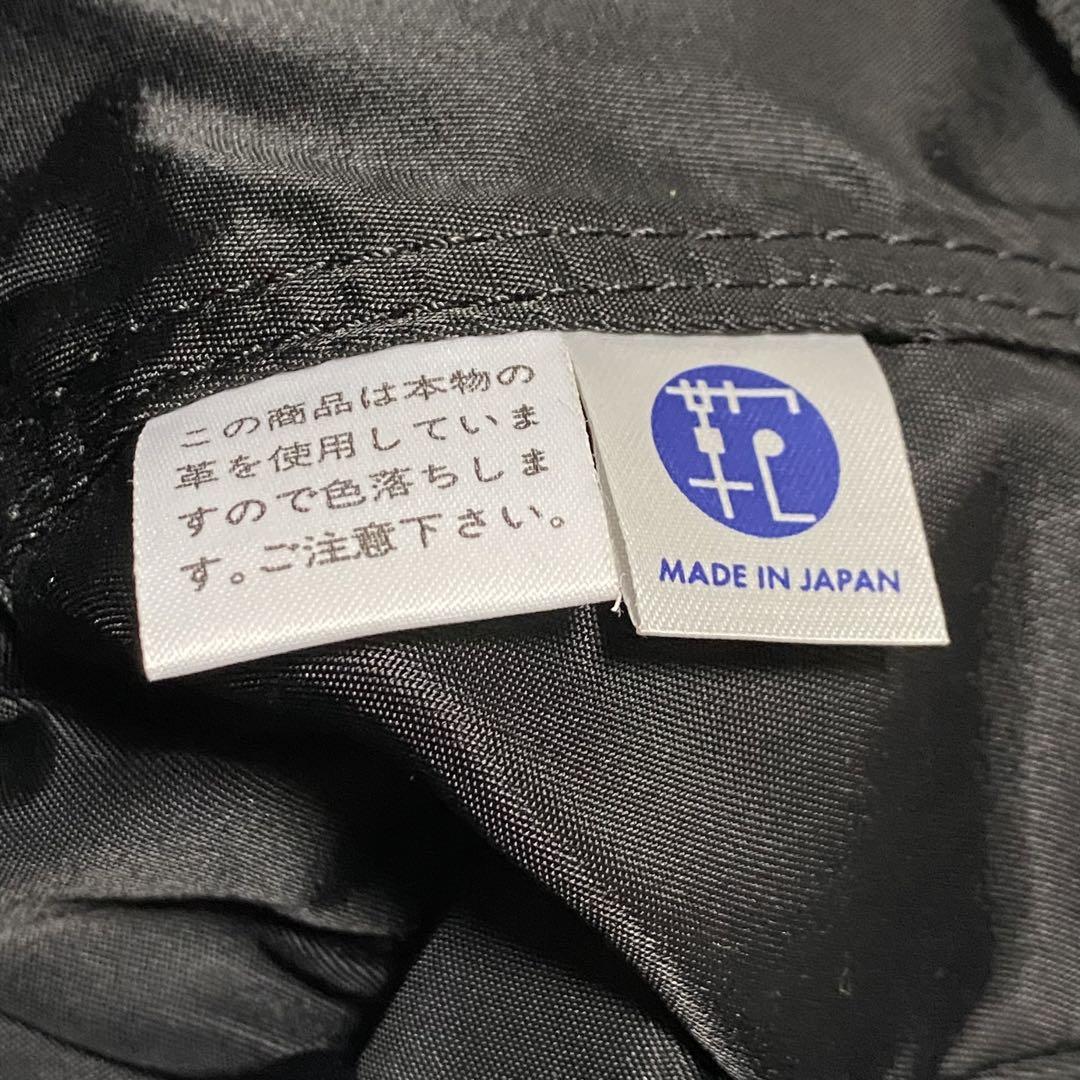 この商品は本物の
革を使用していま
すので色落ちしま
す。ご注意下さい。
MADE IN JAPAN